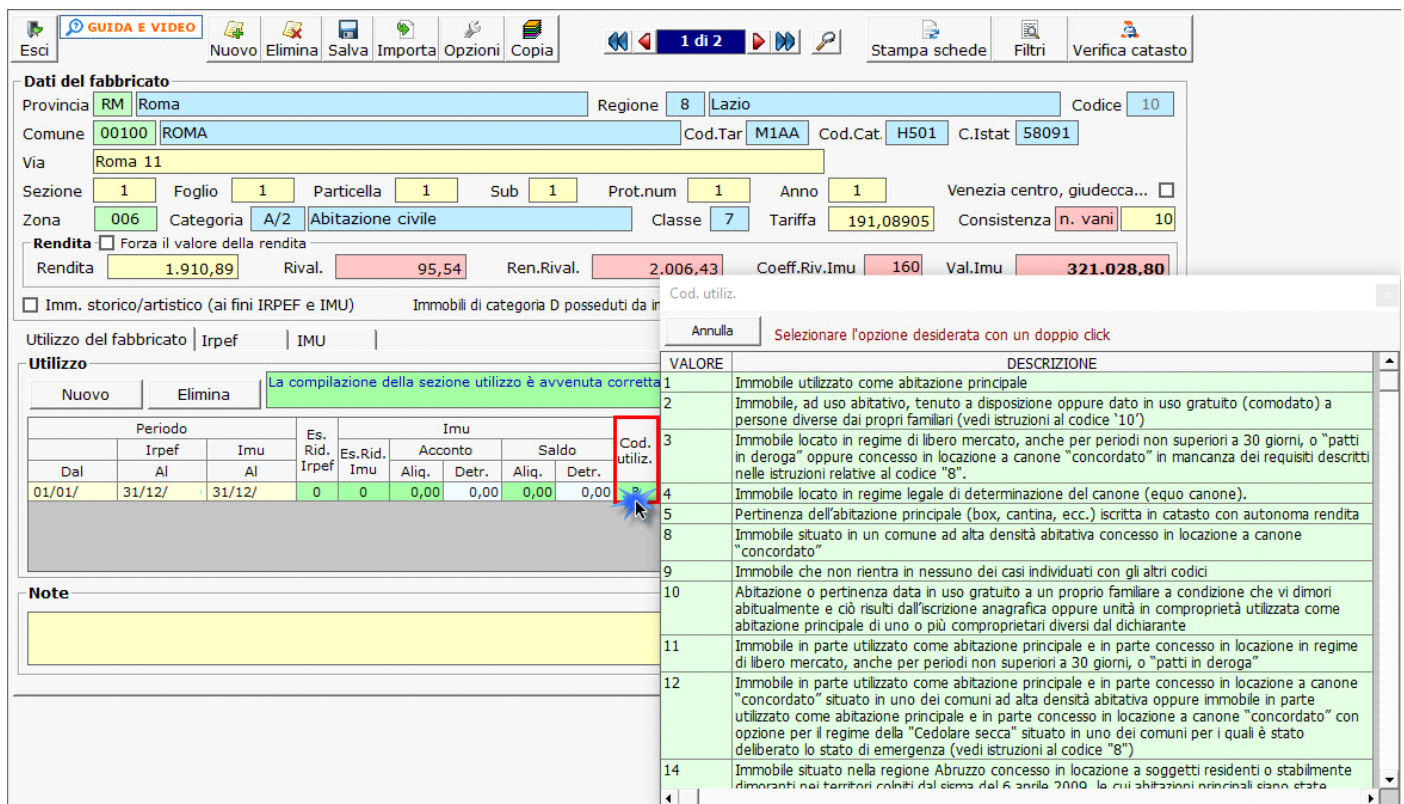 GUIDA E VIDEO
Esci Nuovo Elimina Salva Importa Opzioni Copia 1 di 2 Stampa schede Filtri Verifica catasto
Dati del fabbricato
Provincia RM Roma Regione 8 Lazio Codice 10
Comune 00100 ROMA Cod.Tar M1AA Cod.Cat. H501 C.Istat 58091
Via Roma 11
Sezione 1 Foglio 1 Particella 1 Sub 1 Prot.num 1 Anno 1 Venezia centro, giudecca...
Zona 006 Categoria A/2 Abitazione civile Classe 7 Tariffa 191,08905 Consistenza n. vani 10
Rendita Forza il valore della rendita
Rendita 1.910,89 Rival. 95,54 Ren.Rival. 2.006,43 Coeff.Riv.Imu 160 Val.Imu 321.028,80
Imm. storico/artistico (ai fini IRPEF e IMU) Immobili di categoria D posseduti da
Utilizzo del fabbricato Irpef IMU
Utilizzo
Nuovo Elimina La compilazione della sezione utilizzo è avvenuta
Periodo Es. Rid. Irpef Imu Cod. utiliz.
Irpef Imu Es.Rid. Imu Acconto Saldo
Dal Al Al Aliq. Detr. Aliq. Detr.
01/01/ 31/12/ 31/12/ 0 0 0,00 0,00 0,00 0,00
Note
Cod. utiliz.
Annulla Selezionare l'opzione desiderata con un doppio click
VALORE DESCRIZIONE
1 Immobile utilizzato come abitazione principale
2 Immobile, ad uso abitativo, tenuto a disposizione oppure dato in uso gratuito (comodato) a
persone diverse dai propri familiari (vedi istruzioni al codice ‘10’)
3 Immobile locato in regime di libero mercato, anche per periodi non superiori a 30 giorni, o “patti
in deroga” oppure concesso in locazione a canone “concordato” in mancanza dei requisiti descritti
nelle istruzioni relative al codice "8".
4 Immobile locato in regime legale di determinazione del canone (equo canone).
5 Pertinenza dell’abitazione principale (box, cantina, ecc.) iscritta in catasto con autonoma rendita
8 Immobile situato in un comune ad alta densità abitativa concesso in locazione a canone
“concordato”
9 Immobile che non rientra in nessuno dei casi individuati con gli altri codici
10 Abitazione o pertinenza data in uso gratuito a un proprio familiare a condizione che vi dimori
abitualmente e ciò risulti dall’iscrizione anagrafica oppure unità in comproprietà utilizzata come
abitazione principale di uno o più comproprietari diversi dal dichiarante
11 Immobile in parte utilizzato come abitazione principale e in parte concesso in locazione in regime
di libero mercato, anche per periodi non superiori a 30 giorni, o “patti in deroga”
12 Immobile in parte utilizzato come abitazione principale e in parte concesso in locazione a canone
“concordato” situato in uno dei comuni ad alta densità abitativa oppure immobile in parte
utilizzato come abitazione principale e in parte concesso in locazione a canone “concordato” con
opzione per il regime della "Cedolare secca" situato in uno dei comuni per i quali è stato
deliberato lo stato di emergenza (vedi istruzioni al codice "8")
14 Immobile situato nella regione Abruzzo concesso in locazione a soggetti residenti o stabilmente
dimoranti nei territori colpiti dal sisma del 6 aprile 2009, le cui abitazioni principali siano state